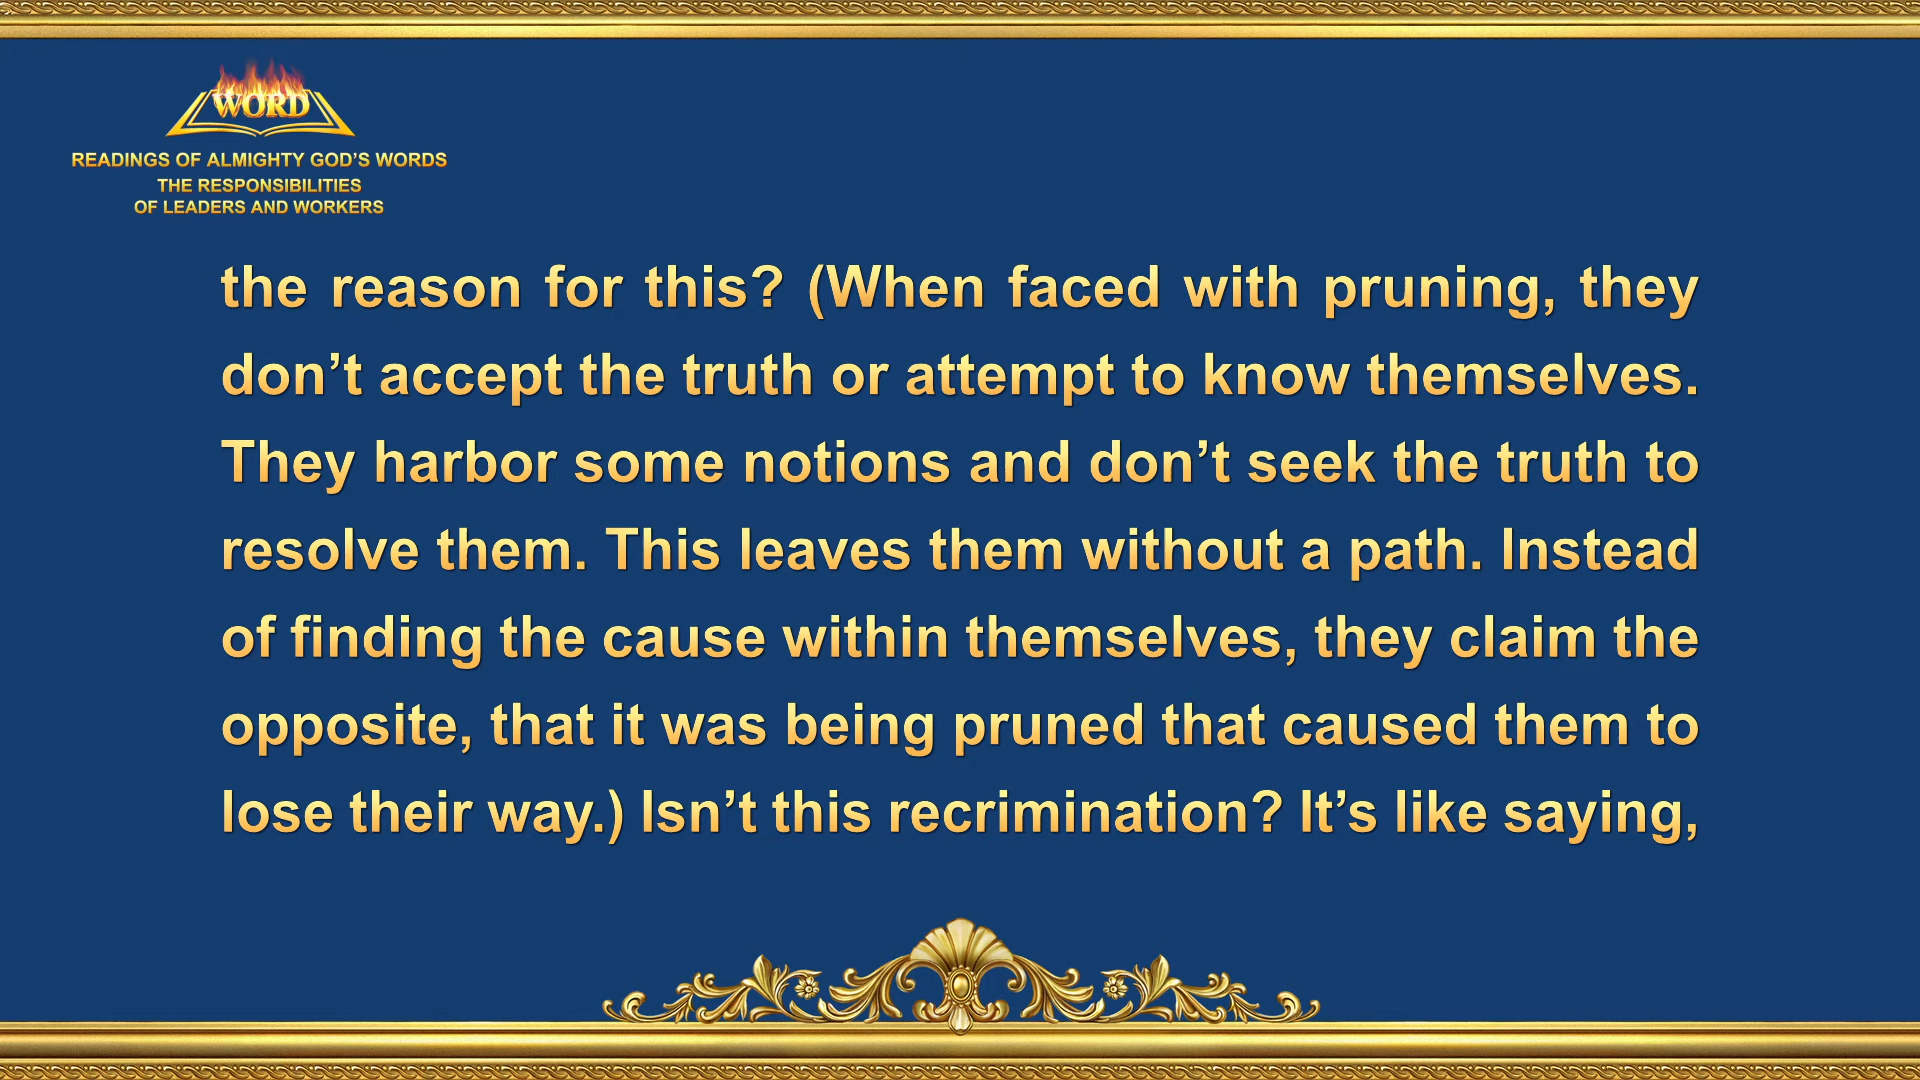 WORD
READINGS OF ALMIGHTY GOD’S WORDS
THE RESPONSIBILITIES
OF LEADERS AND WORKERS
the reason for this? (When faced with pruning, they
don’t accept the truth or attempt to know themselves.
They harbor some notions and don’t seek the truth to
resolve them. This leaves them without a path. Instead
of finding the cause within themselves, they claim the
opposite, that it was being pruned that caused them to
lose their way.) Isn’t this recrimination? It’s like saying,